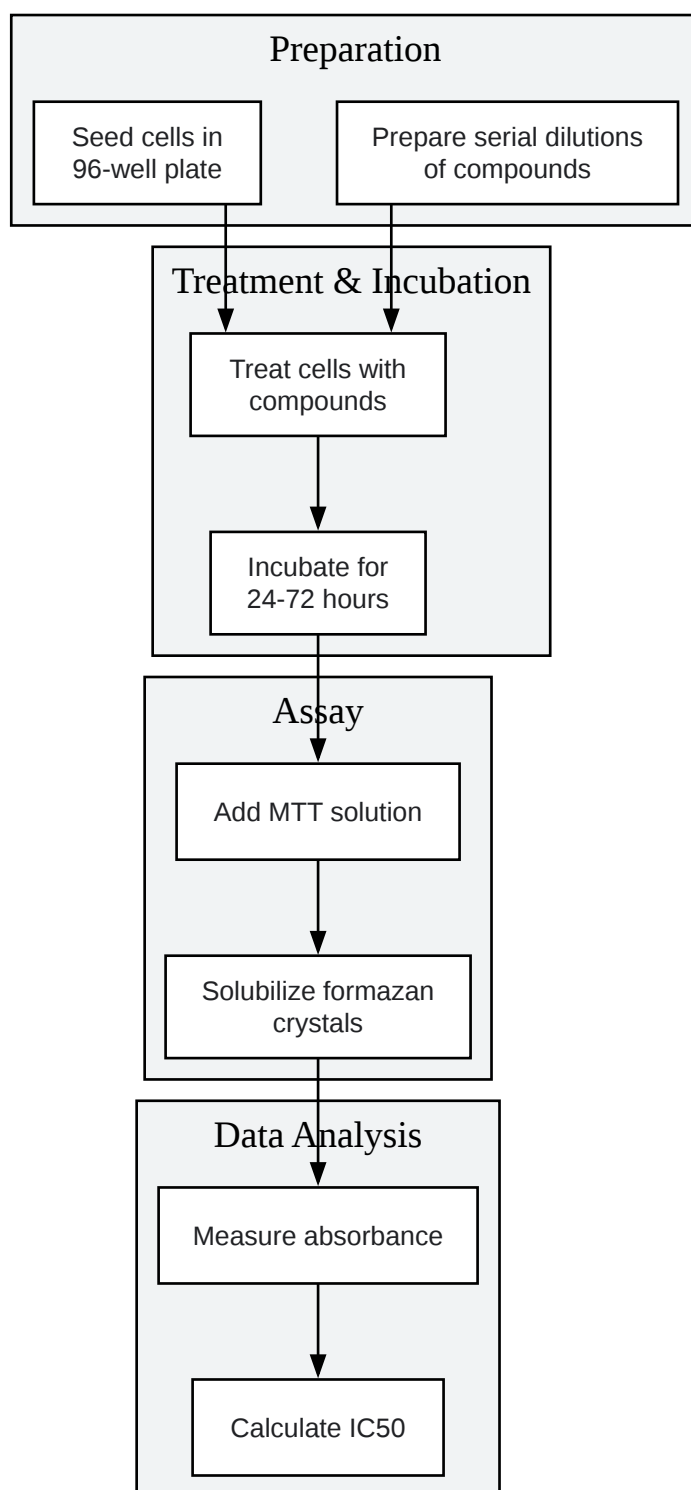 Preparation
Seed cells in
96-well plate
Prepare serial dilutions
of compounds
Treatment & Incubation
Treat cells with
compounds
Incubate for
24-72 hours
Assay
Add MTT solution
Solubilize formazan
crystals
Data Analysis
Measure absorbance
Calculate IC50